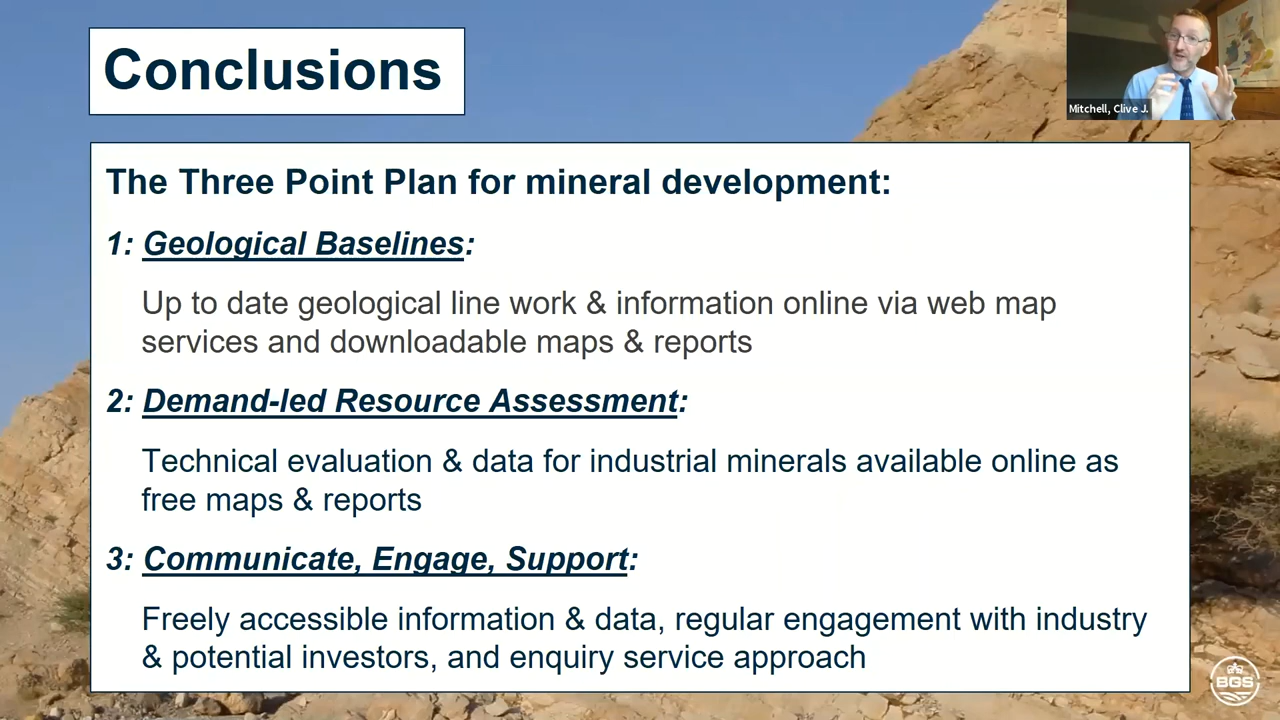 Conclusions
Mitchell, Clive J.
The Three Point Plan for mineral development:
1: Geological Baselines:
Up to date geological line work & information online via web map
services and downloadable maps & reports
2: Demand-led Resource Assessment:
Technical evaluation & data for industrial minerals available online as
free maps & reports
3: Communicate, Engage, Support:
Freely accessible information & data, regular engagement with industry
& potential investors, and enquiry service approach
BGS